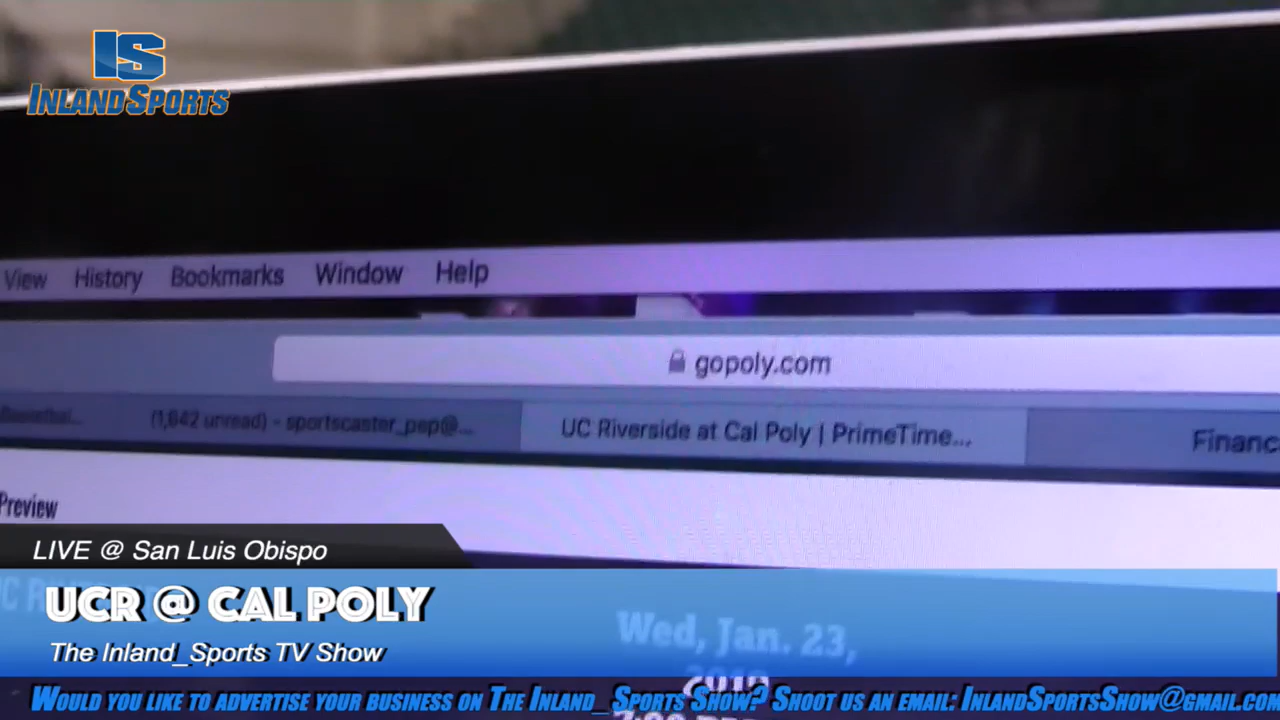 IS
INLANDSPORTS
View History Bookmarks Window Help
gopoly.com
(1,842 unread) - sportscaster_pep@... UC Riverside at Cal Poly | PrimeTime... Financ
Preview
LIVE @ San Luis Obispo
UCR @ CAL POLY
Wed, Jan. 23,
2019
The Inland_Sports TV Show
WOULD YOU LIKE TO ADVERTISE YOUR BUSINESS ON THE INLAND_SPORTS SHOW? SHOOT US AN EMAIL: INLANDSPORTSSHOW@GMAIL.COM